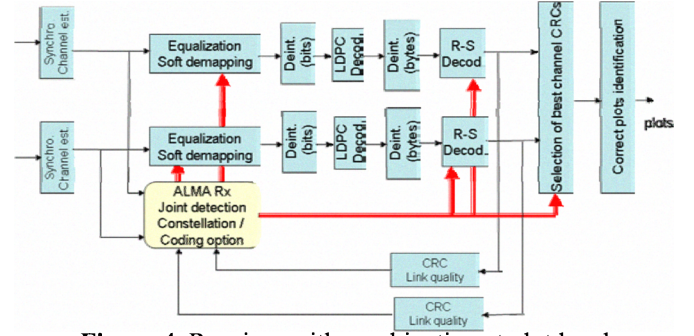 Synchro.
Channel est.
Equalization
Soft demapping
Deint.
(bits)
LDPC
Decod.
Deint.
(bytes)
R-S
Decod.
Selection of best channel CRCs
Correct plots identification
plots
Synchro.
Channel est.
Equalization
Soft demapping
Deint.
(bits)
LDPC
Decod.
Deint.
(bytes)
R-S
Decod.
ALMA Rx
Joint detection
Constellation /
Coding option
CRC
Link quality
CRC
Link quality